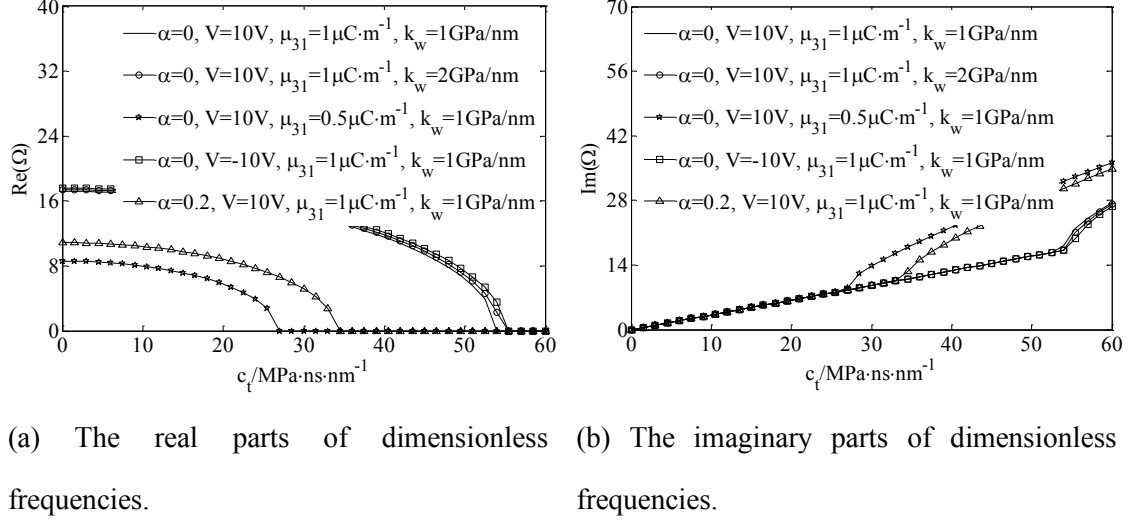 40
32
24
16
8
0
Re(Ω)
α=0, V=10V, μ31=1μC·m-1, kw=1GPa/nm
α=0, V=10V, μ31=1μC·m-1, kw=2GPa/nm
α=0, V=10V, μ31=0.5μC·m-1, kw=1GPa/nm
α=0, V=-10V, μ31=1μC·m-1, kw=1GPa/nm
α=0.2, V=10V, μ31=1μC·m-1, kw=1GPa/nm
0 10 20 30 40 50 60
ct/MPa·ns·nm-1
70
56
42
28
14
0
Im(Ω)
α=0, V=10V, μ31=1μC·m-1, kw=1GPa/nm
α=0, V=10V, μ31=1μC·m-1, kw=2GPa/nm
α=0, V=10V, μ31=0.5μC·m-1, kw=1GPa/nm
α=0, V=-10V, μ31=1μC·m-1, kw=1GPa/nm
α=0.2, V=10V, μ31=1μC·m-1, kw=1GPa/nm
0 10 20 30 40 50 60
ct/MPa·ns·nm-1
(a) The real parts of dimensionless
frequencies.
(b) The imaginary parts of dimensionless
frequencies.